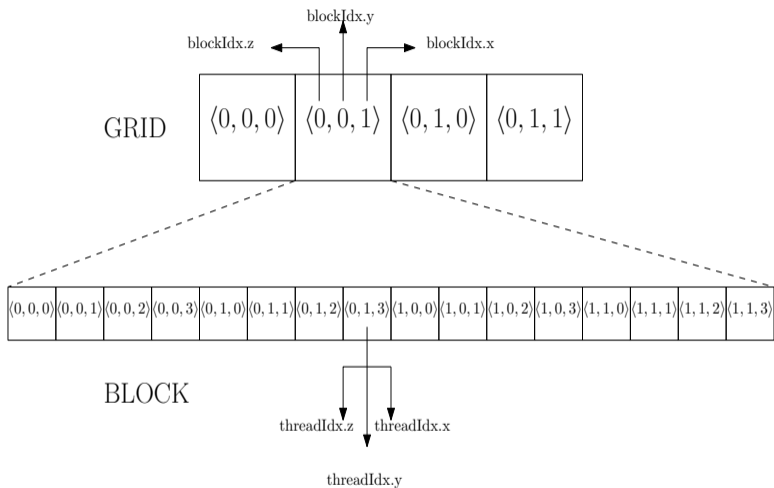 blockIdx.y
blockIdx.z blockIdx.x
GRID ⟨0, 0, 0⟩ ⟨0, 0, 1⟩ ⟨0, 1, 0⟩ ⟨0, 1, 1⟩
⟨0, 0, 0⟩ ⟨0, 0, 1⟩ ⟨0, 0, 2⟩ ⟨0, 0, 3⟩ ⟨0, 1, 0⟩ ⟨0, 1, 1⟩ ⟨0, 1, 2⟩ ⟨0, 1, 3⟩ ⟨1, 0, 0⟩ ⟨1, 0, 1⟩ ⟨1, 0, 2⟩ ⟨1, 0, 3⟩ ⟨1, 1, 0⟩ ⟨1, 1, 1⟩ ⟨1, 1, 2⟩ ⟨1, 1, 3⟩
BLOCK
threadIdx.z threadIdx.x
threadIdx.y